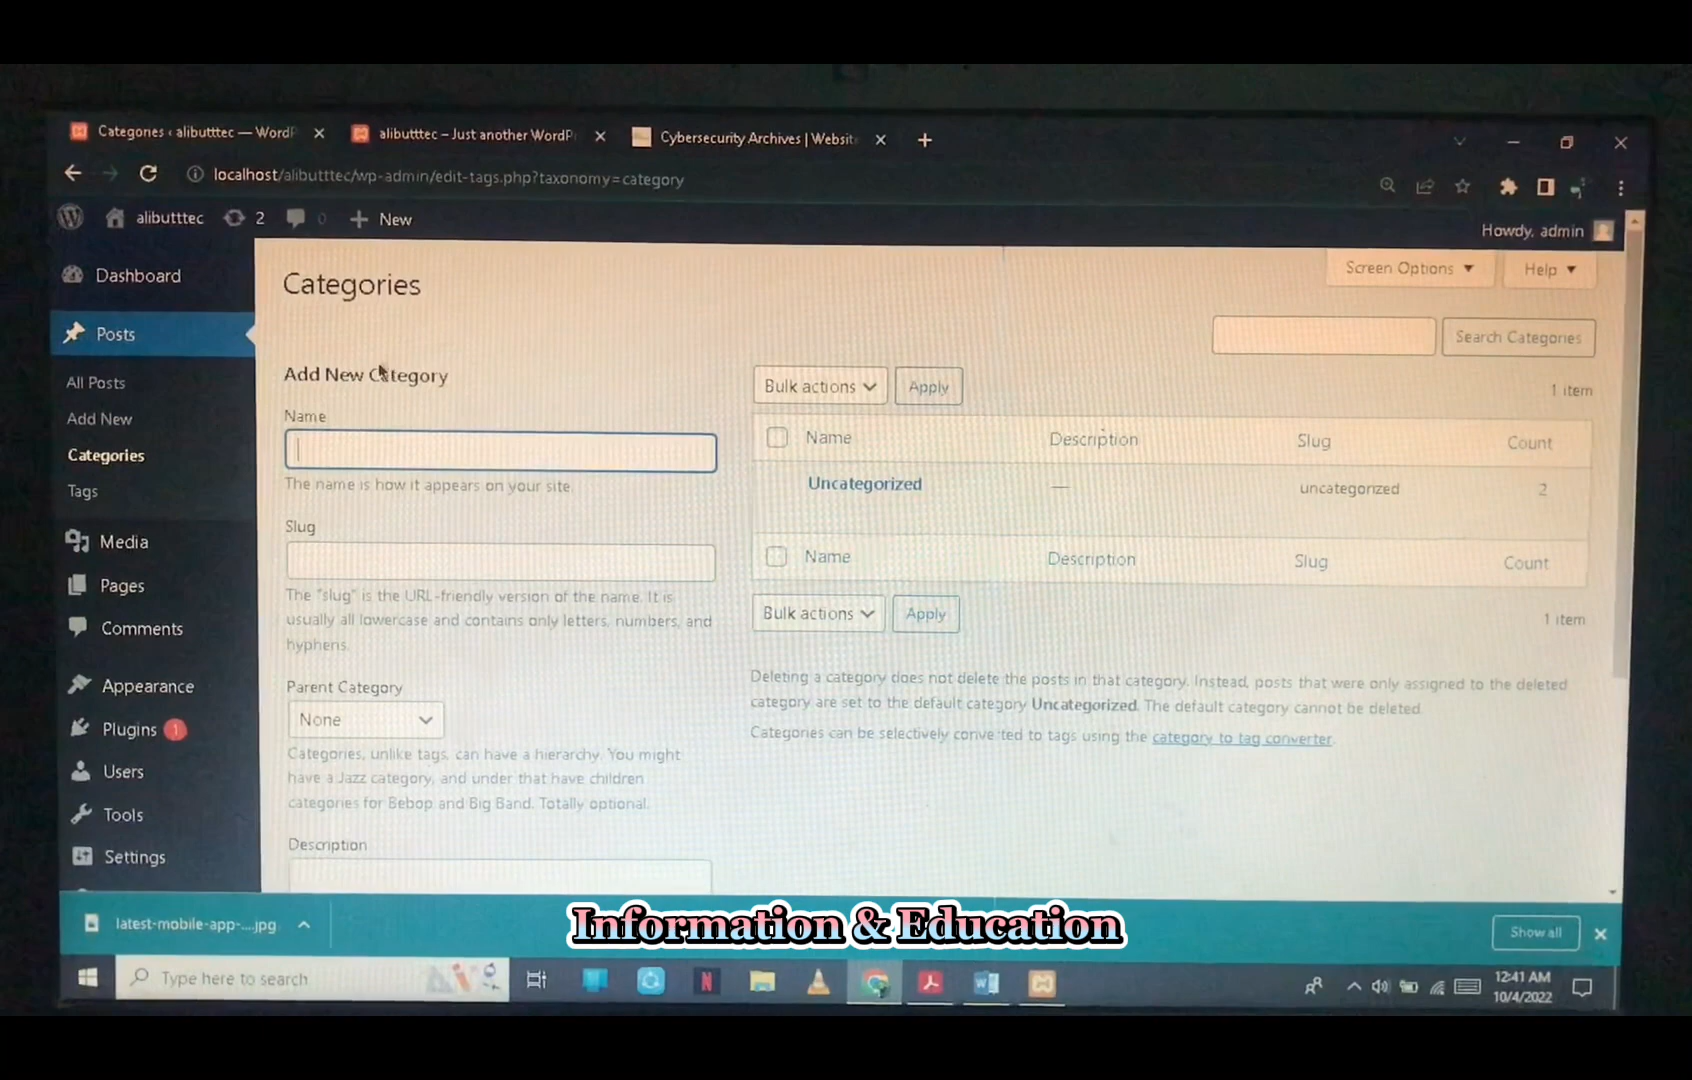 Categories ‹ alibutttec — WordP
alibutttec – Just another WordP
Cybersecurity Archives | Website
localhost/alibutttec/wp-admin/edit-tags.php?taxonomy=category
alibutttec 2 0 + New
Howdy, admin
Dashboard
Posts
All Posts
Add New
Categories
Tags
Media
Pages
Comments
Appearance
Plugins 1
Users
Tools
Settings
Categories
Screen Options
Help
Search Categories
Add New Category
Name
The name is how it appears on your site.
Slug
The "slug" is the URL-friendly version of the name. It is
usually all lowercase and contains only letters, numbers, and
hyphens.
Parent Category
None
Categories, unlike tags, can have a hierarchy. You might
have a Jazz category, and under that have children
categories for Bebop and Big Band. Totally optional.
Description
Bulk actions Apply
1 item
Name Description Slug Count
Uncategorized — uncategorized 2
Name Description Slug Count
Bulk actions Apply
1 item
Deleting a category does not delete the posts in that category. Instead, posts that were only assigned to the deleted
category are set to the default category Uncategorized. The default category cannot be deleted.
Categories can be selectively converted to tags using the category to tag converter.
latest-mobile-app-....jpg
Information & Education
Show all
Type here to search
12:41 AM
10/4/2022